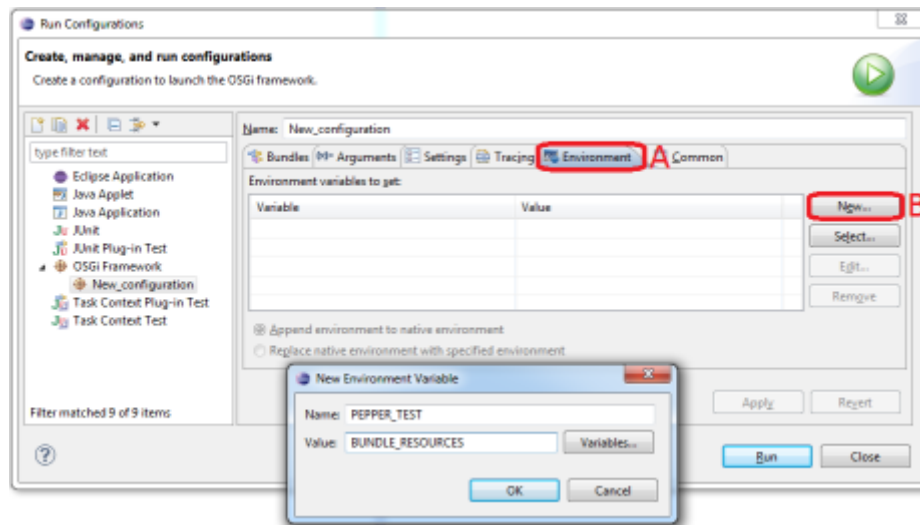 Run Configurations
Create, manage, and run configurations
Create a configuration to launch the OSGi framework.
type filter text
Eclipse Application
Java Applet
Java Application
JUnit
JUnit Plug-in Test
OSGi Framework
New_configuration
Task Context Plug-in Test
Task Context Test
Filter matched 9 of 9 items
Name: New_configuration
Bundles Arguments Settings Tracing Environment A Common
Environment variables to set:
Variable Value
New... B
Select...
Edit...
Remove
Append environment to native environment
Replace native environment with specified environment
Apply Revert
Run Close
New Environment Variable
Name: PEPPER_TEST
Value: BUNDLE_RESOURCES Variables...
OK Cancel